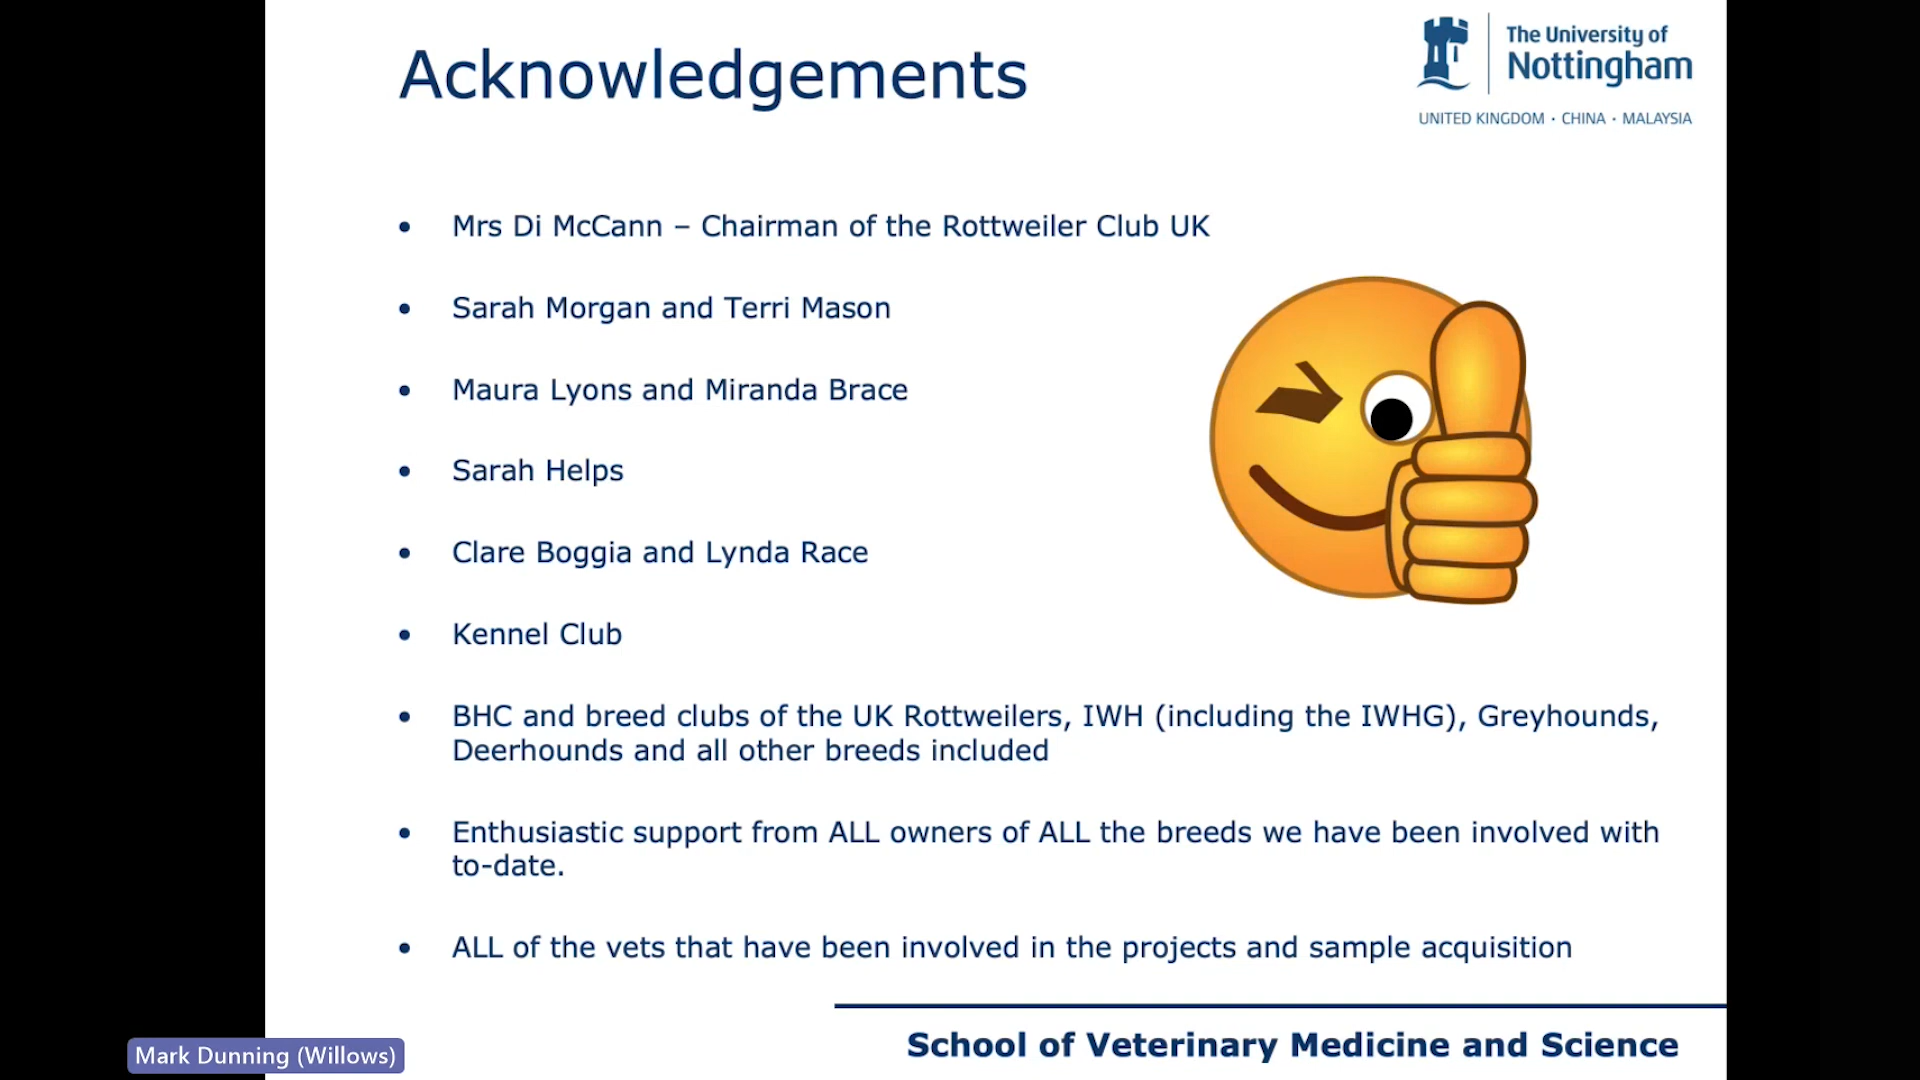 Acknowledgements
The University of
Nottingham
UNITED KINGDOM · CHINA · MALAYSIA
• Mrs Di McCann – Chairman of the Rottweiler Club UK
• Sarah Morgan and Terri Mason
• Maura Lyons and Miranda Brace
• Sarah Helps
• Clare Boggia and Lynda Race
• Kennel Club
• BHC and breed clubs of the UK Rottweilers, IWH (including the IWHG), Greyhounds,
Deerhounds and all other breeds included
• Enthusiastic support from ALL owners of ALL the breeds we have been involved with
to-date.
• ALL of the vets that have been involved in the projects and sample acquisition
School of Veterinary Medicine and Science
Mark Dunning (Willows)